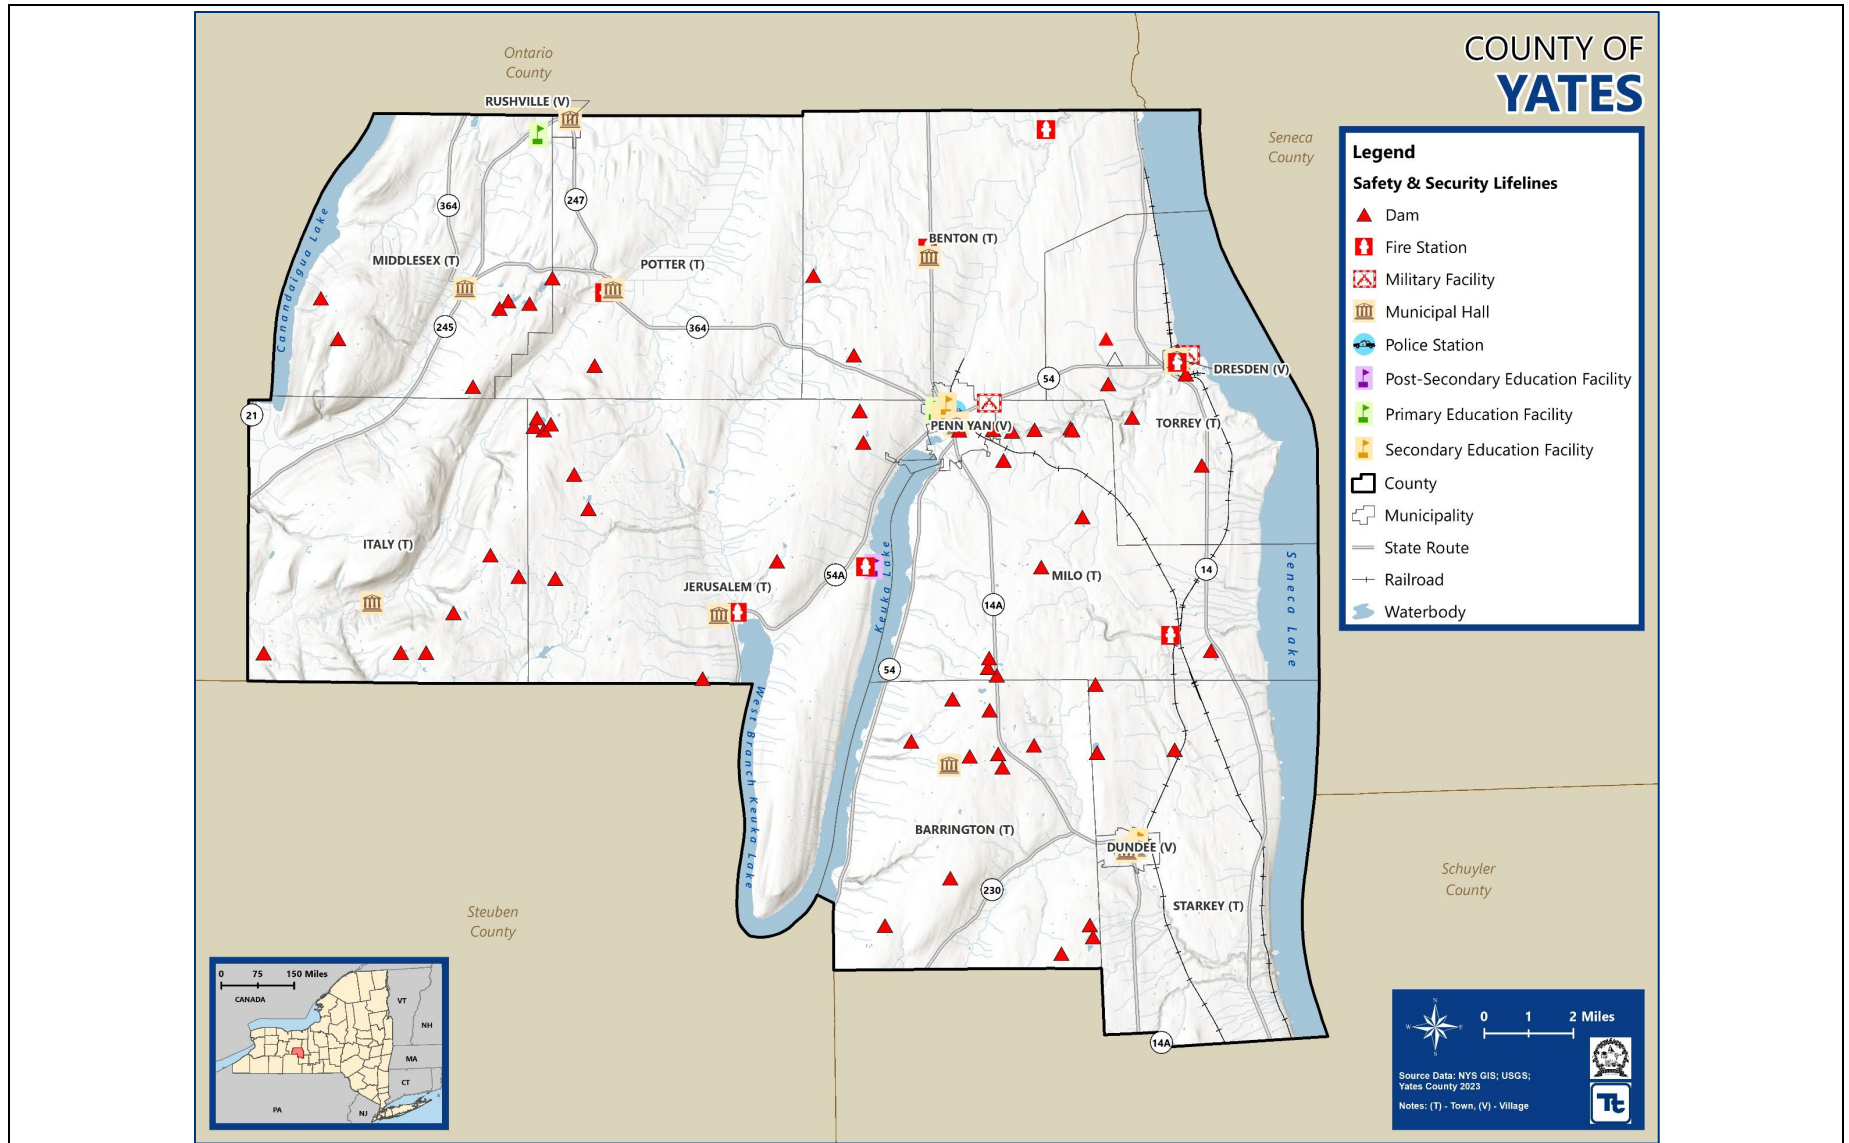 COUNTY OF
YATES
Ontario
County
Seneca
County
Schuyler
County
Steuben
County
RUSHVILLE (V)
MIDDLESEX (T)
POTTER (T)
BENTON (T)
DRESDEN (V)
PENN YAN (V)
TORREY (T)
ITALY (T)
JERUSALEM (T)
MILO (T)
BARRINGTON (T)
DUNDEE (V)
STARKEY (T)
Canandaigua Lake
Keuka Lake
West Branch Keuka Lake
Seneca Lake
364
247
245
364
21
54
54A
14A
14
54
230
14A
Legend
Safety & Security Lifelines
Dam
Fire Station
Military Facility
Municipal Hall
Police Station
Post-Secondary Education Facility
Primary Education Facility
Secondary Education Facility
County
Municipality
State Route
Railroad
Waterbody
0 75 150 Miles
CANADA
VT
NH
MA
CT
PA
NJ
N
W E
S
0 1 2 Miles
Source Data: NYS GIS; USGS;
Yates County 2023
Notes: (T) - Town, (V) - Village
Tt